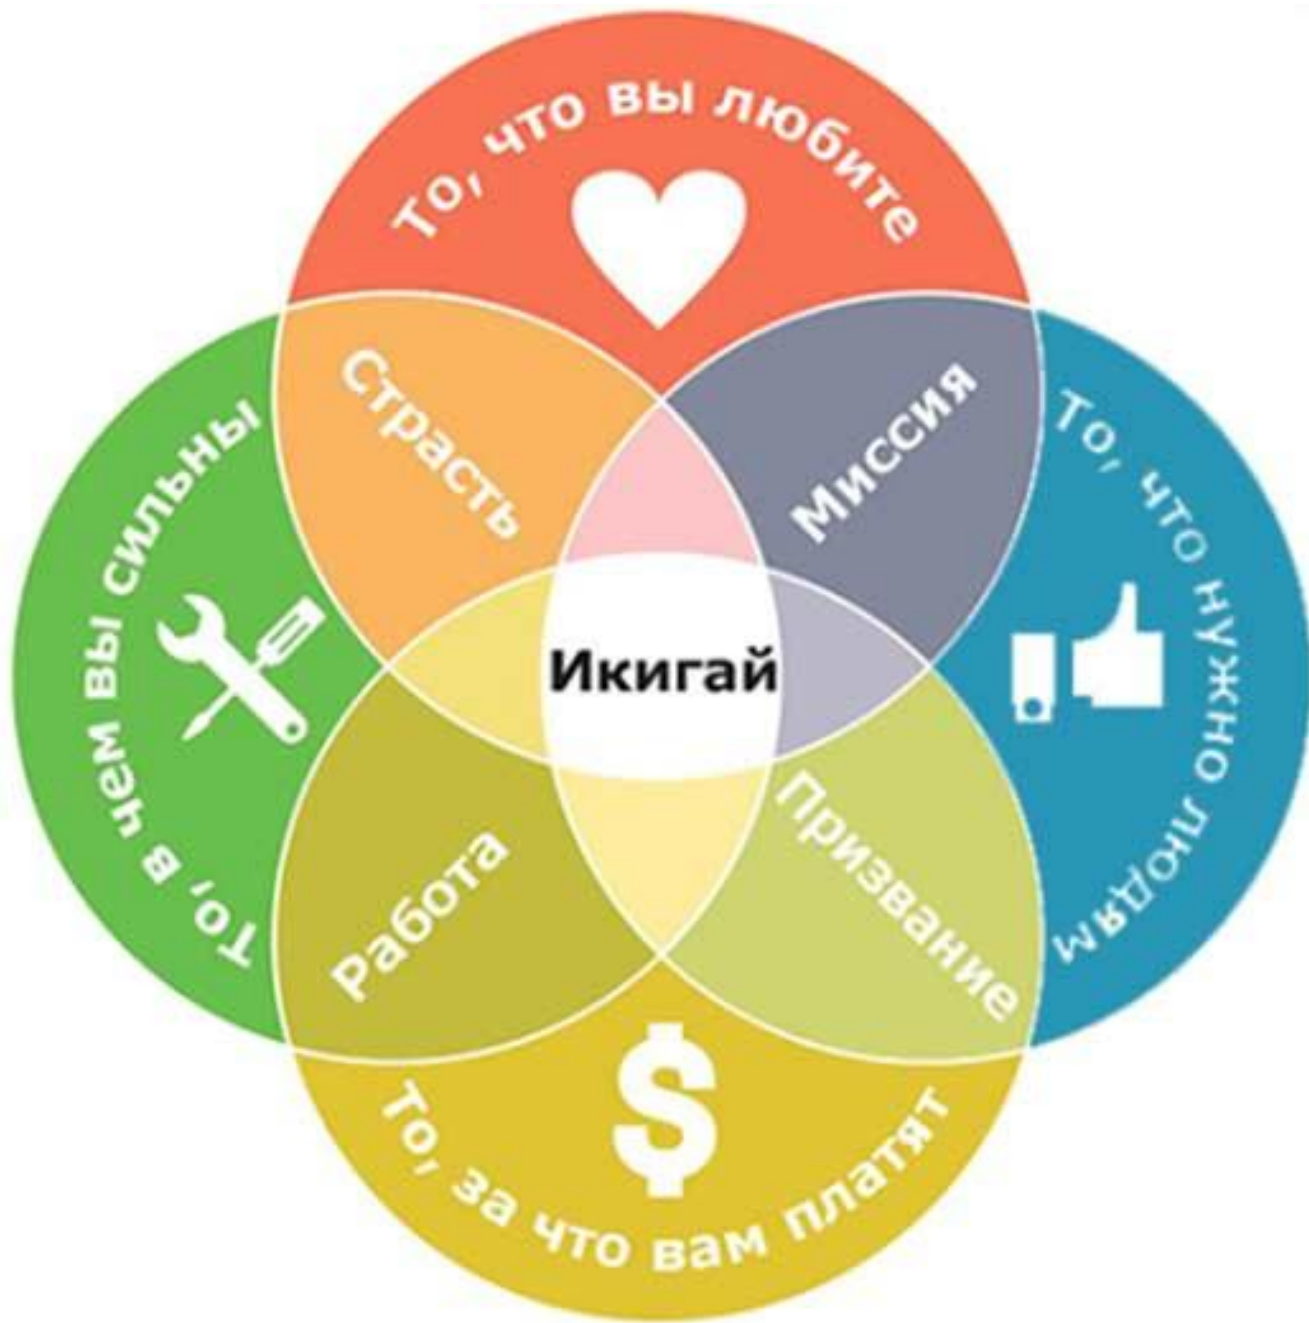 То, что вы любите
Страсть
Миссия
То, в чем вы сильны
Икигай
То, что нужно людям
Работа
Призвание
$
То, за что вам платят